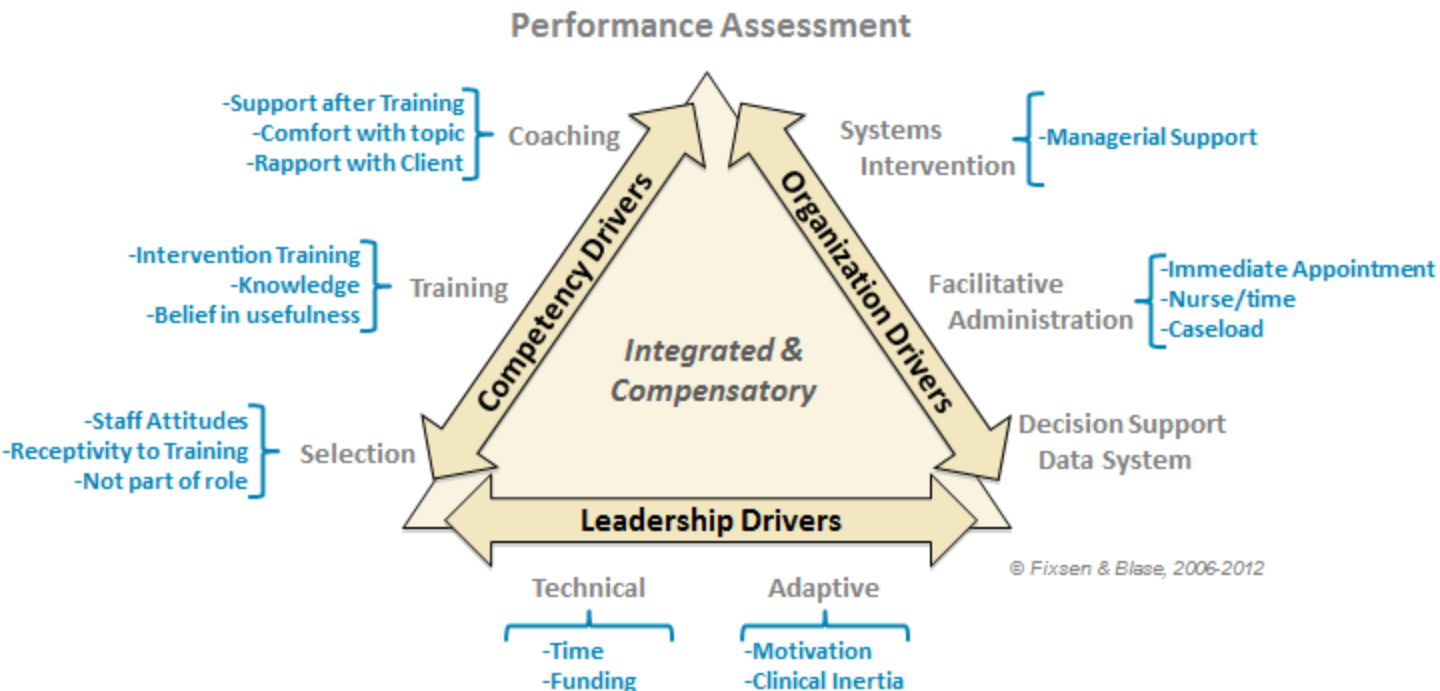 Performance Assessment
-Support after Training
-Comfort with topic
-Rapport with Client
Coaching
Systems
Intervention
-Managerial Support
-Intervention Training
-Knowledge
-Belief in usefulness
Training
Competency Drivers
Organization Drivers
Facilitative
Administration
-Immediate Appointment
-Nurse/time
-Caseload
Integrated &
Compensatory
-Staff Attitudes
-Receptivity to Training
-Not part of role
Selection
Decision Support
Data System
Leadership Drivers
© Fixsen & Blase, 2006-2012
Technical
Adaptive
-Time
-Funding
-Motivation
-Clinical Inertia